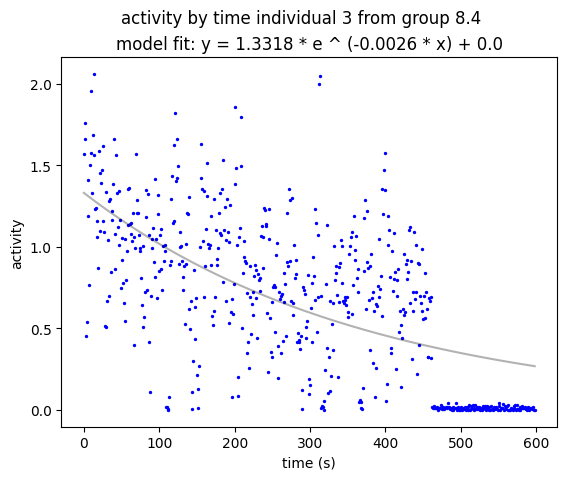 activity by time individual 3 from group 8.4
model fit: y = 1.3318 * e ^ (-0.0026 * x) + 0.0
2.0
1.5
1.0
0.5
0.0
activity
0 100 200 300 400 500 600
time (s)